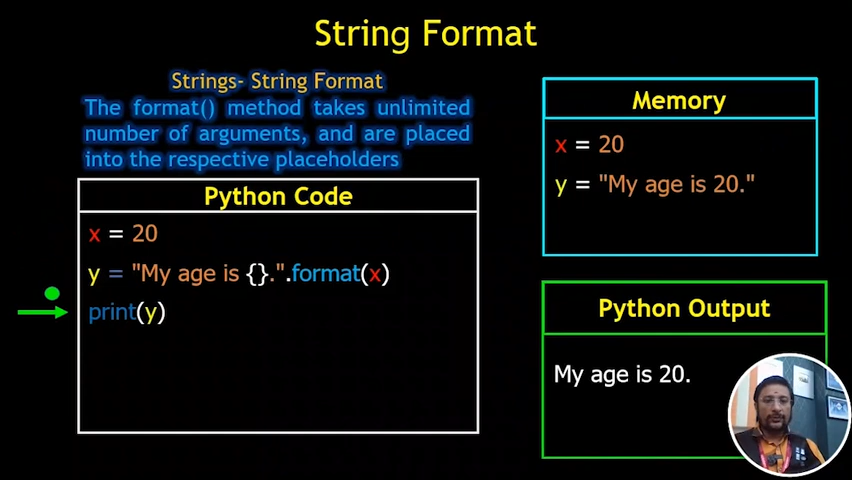 String Format
Strings- String Format
The format() method takes unlimited
number of arguments, and are placed
into the respective placeholders
Python Code
x = 20
y = "My age is {}.".format(x)
print(y)
Memory
x = 20
y = "My age is 20."
Python Output
My age is 20.